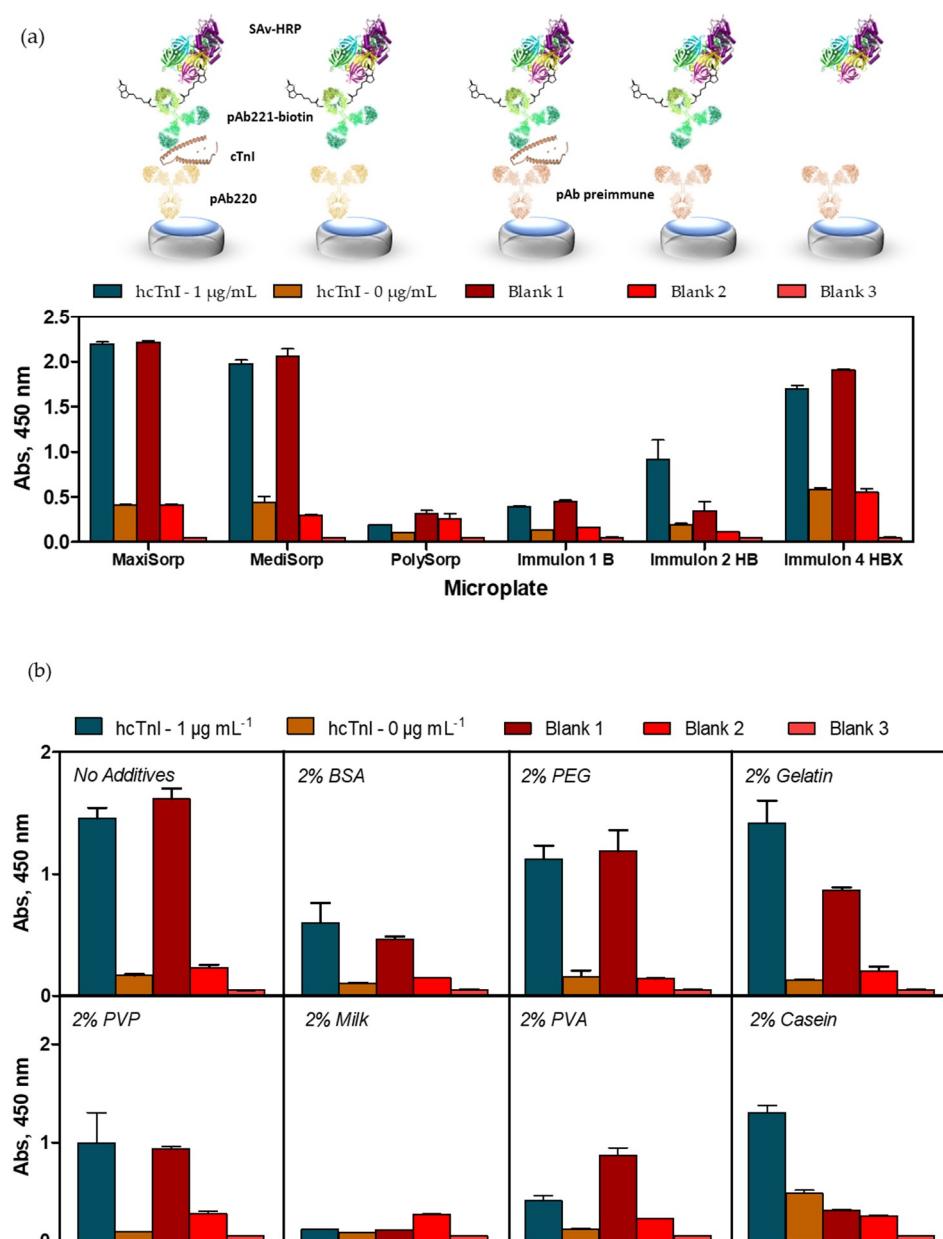 (a)
SAv-HRP
pAb221-biotin
cTnI
pAb220
pAb preimmune
hcTnI - 1 µg/mL hcTnI - 0 µg/mL Blank 1 Blank 2 Blank 3
2.5
2.0
1.5
1.0
0.5
0.0
Abs, 450 nm
MaxiSorp MediSorp PolySorp Immulon 1 B Immulon 2 HB Immulon 4 HBX
Microplate
(b)
hcTnI - 1 µg mL⁻¹ hcTnI - 0 µg mL⁻¹ Blank 1 Blank 2 Blank 3
2
No Additives 2% BSA 2% PEG 2% Gelatin
1
Abs, 450 nm
0
2% PVP 2% Milk 2% PVA 2% Casein
2
1
Abs, 450 nm
0